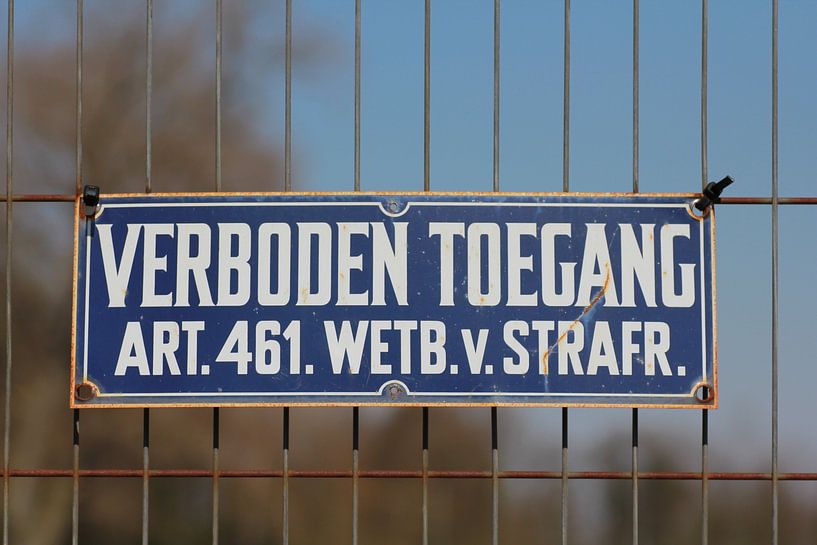 VERBODEN TOEGANG
ART. 461. WETB. V. STRAFR.